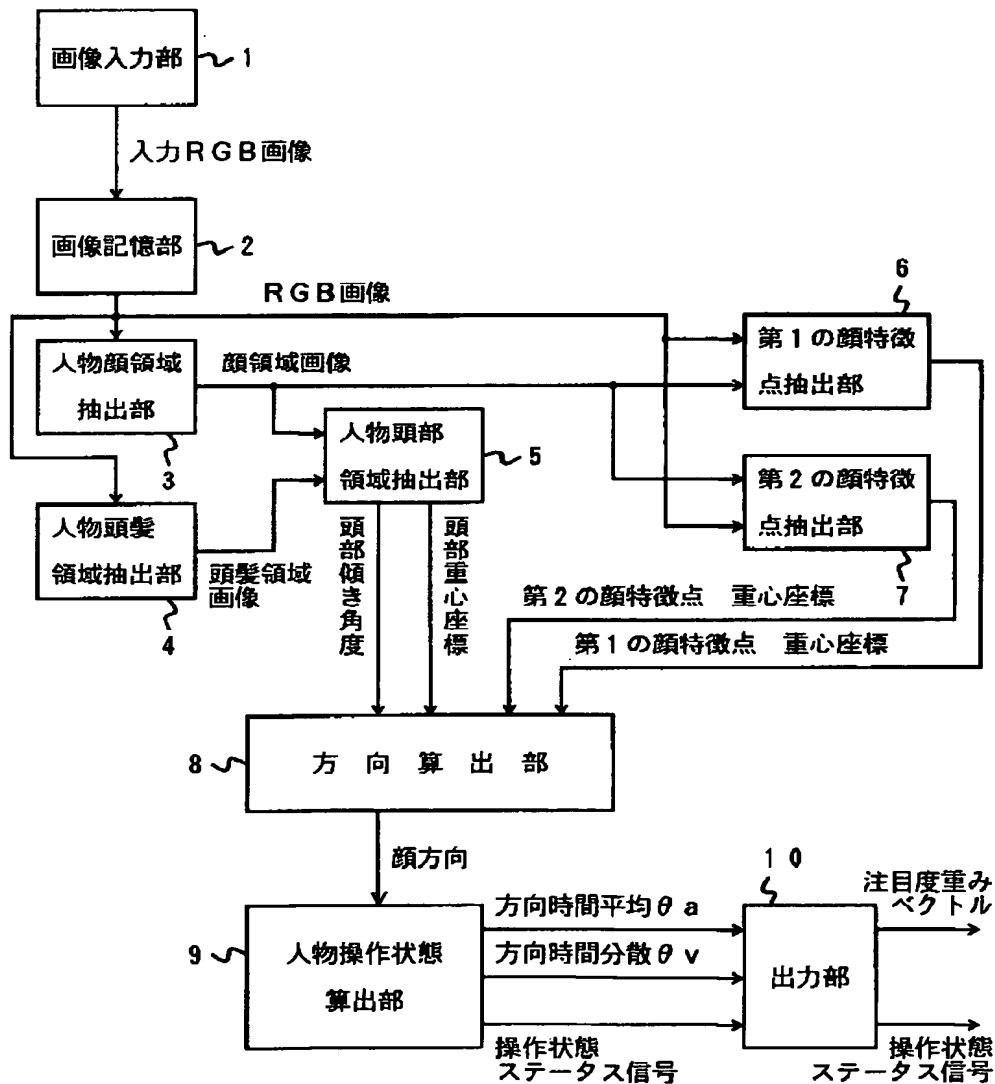 画像入力部
1
入力RGB画像
画像記憶部
2
RGB画像
6
人物顔領域
抽出部
3
顔領域画像
第1の顔特徴
点抽出部
人物頭部
領域抽出部
5
第2の顔特徴
点抽出部
7
人物頭髪
領域抽出部
4
頭髪領域
画像
頭部傾き角度
頭部重心座標
第2の顔特徴点 重心座標
第1の顔特徴点 重心座標
8
方向算出部
顔方向
10
9
人物操作状態
算出部
方向時間平均θa
方向時間分散θv
操作状態
ステータス信号
出力部
注目度重み
ベクトル
操作状態
ステータス信号